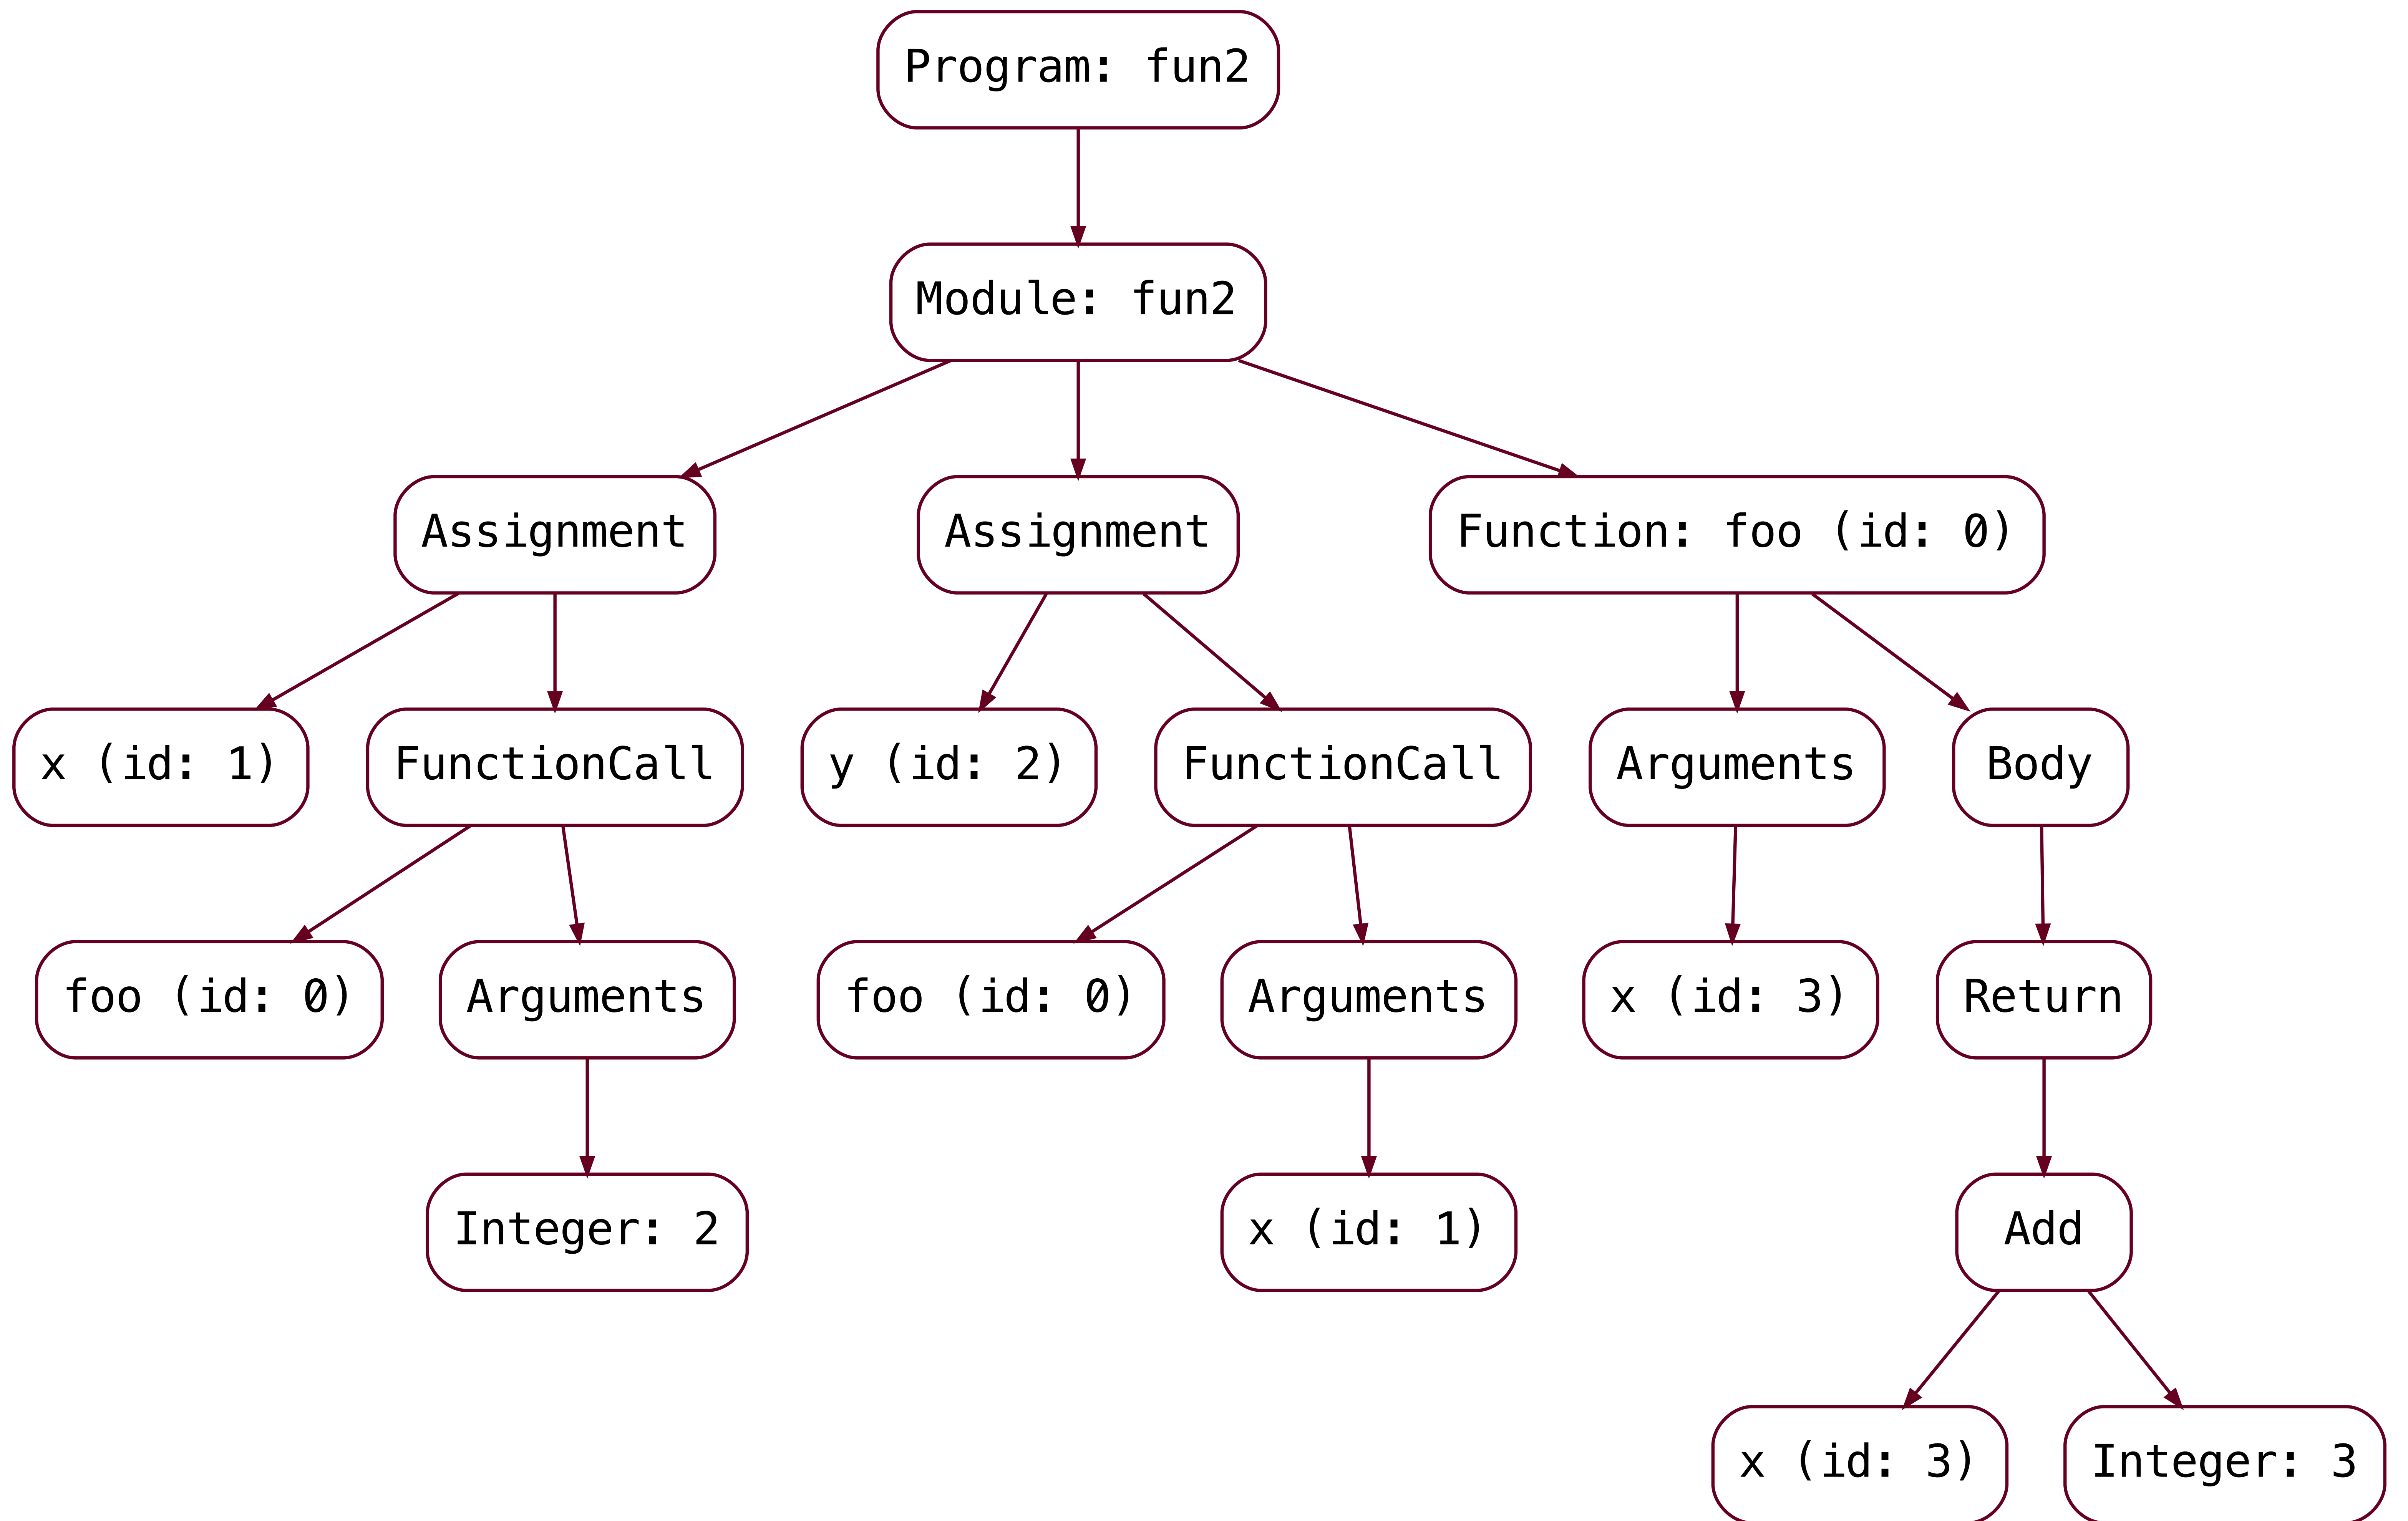 Program: fun2
Module: fun2
Assignment
Assignment
Function: foo (id: 0)
x (id: 1)
FunctionCall
y (id: 2)
FunctionCall
Arguments
Body
foo (id: 0)
Arguments
foo (id: 0)
Arguments
x (id: 3)
Return
Integer: 2
x (id: 1)
Add
x (id: 3)
Integer: 3